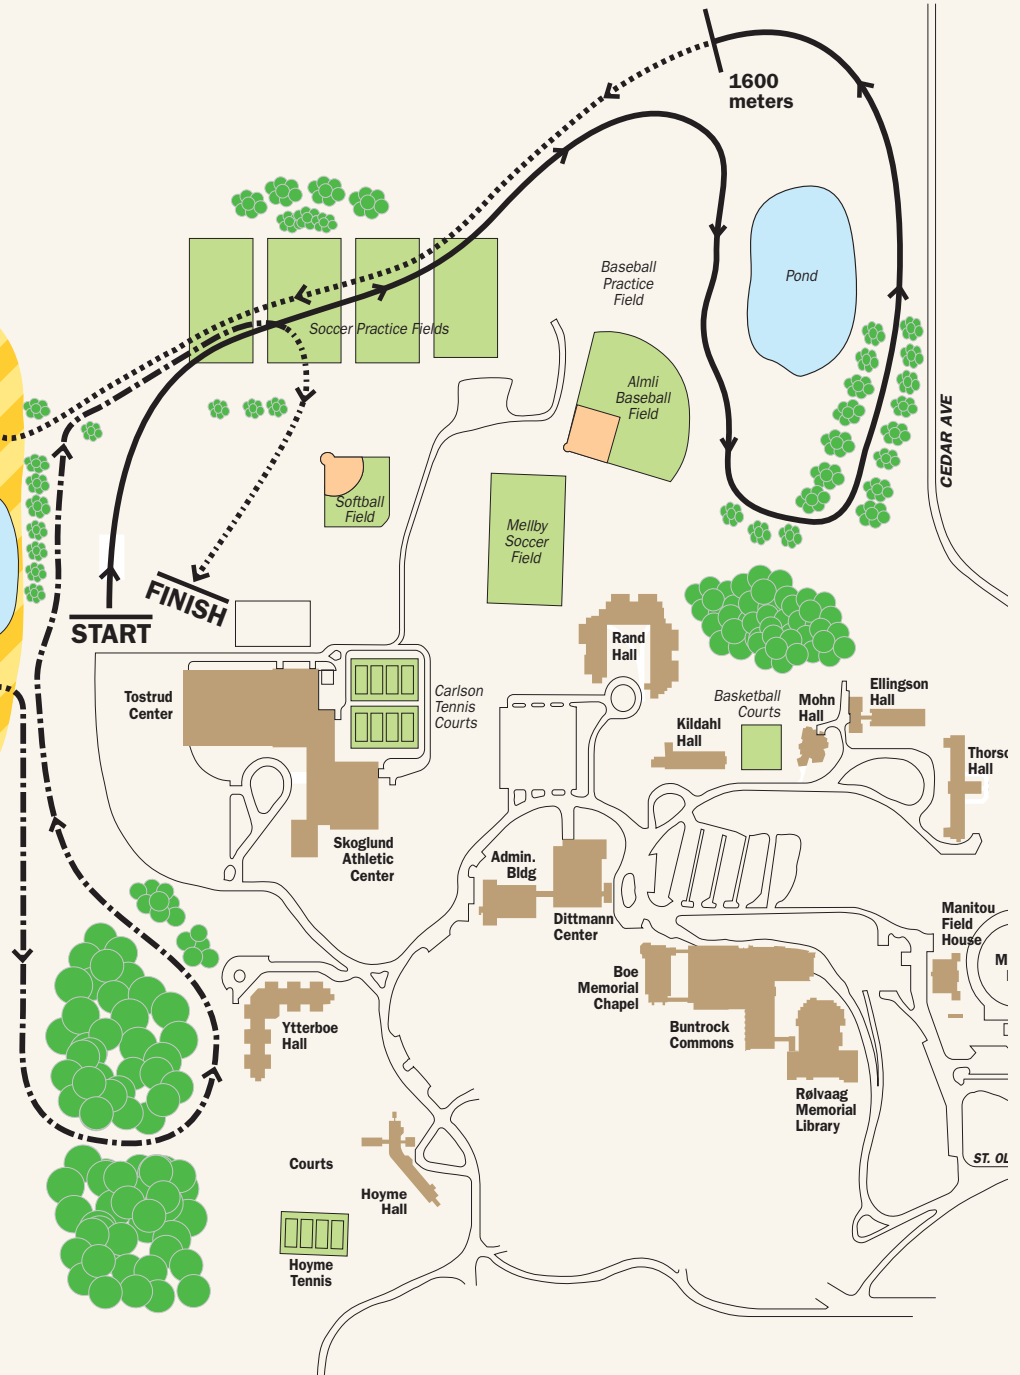 1600
meters
Pond
Baseball
Practice
Field
Soccer Practice Fields
Almli
Baseball
Field
CEDAR AVE
Softball
Field
Mellby
Soccer
Field
START
FINISH
Rand
Hall
Tostrud
Center
Carlson
Tennis
Courts
Basketball
Courts
Mohn
Hall
Ellingson
Hall
Kildahl
Hall
Hall
Skoglund
Athletic
Center
Admin.
Bldg
Dittmann
Center
Manitou
Field
House
M
Boe
Memorial
Chapel
Ytterboe
Hall
Buntrock
Commons
Rølvaag
Memorial
Library
Courts
ST. OL
Hoyme
Hall
Hoyme
Tennis